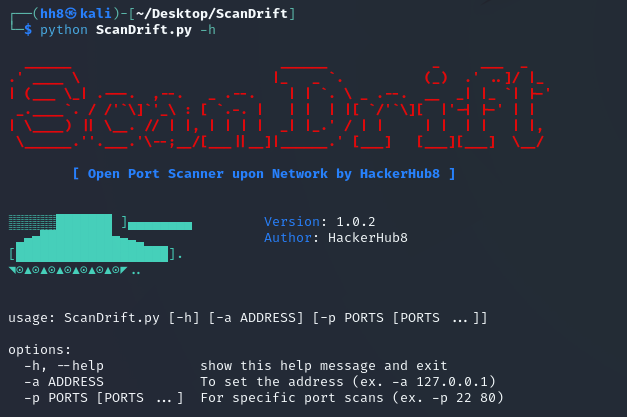 ┌──(hh8㉿kali)-[~/Desktop/ScanDrift]
└─$ python ScanDrift.py -h
ScanDrift
[ Open Port Scanner upon Network by HackerHub8 ]
Version: 1.0.2
Author: HackerHub8
usage: ScanDrift.py [-h] [-a ADDRESS] [-p PORTS [PORTS ...]]
options:
-h, --help show this help message and exit
-a ADDRESS To set the address (ex. -a 127.0.0.1)
-p PORTS [PORTS ...] For specific port scans (ex. -p 22 80)